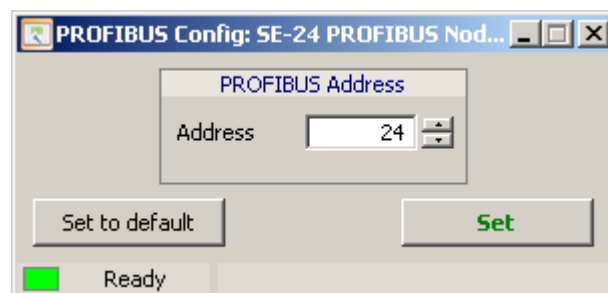 PROFIBUS Config: SE-24 PROFIBUS Nod...
PROFIBUS Address
Address 24
Set to default Set
Ready